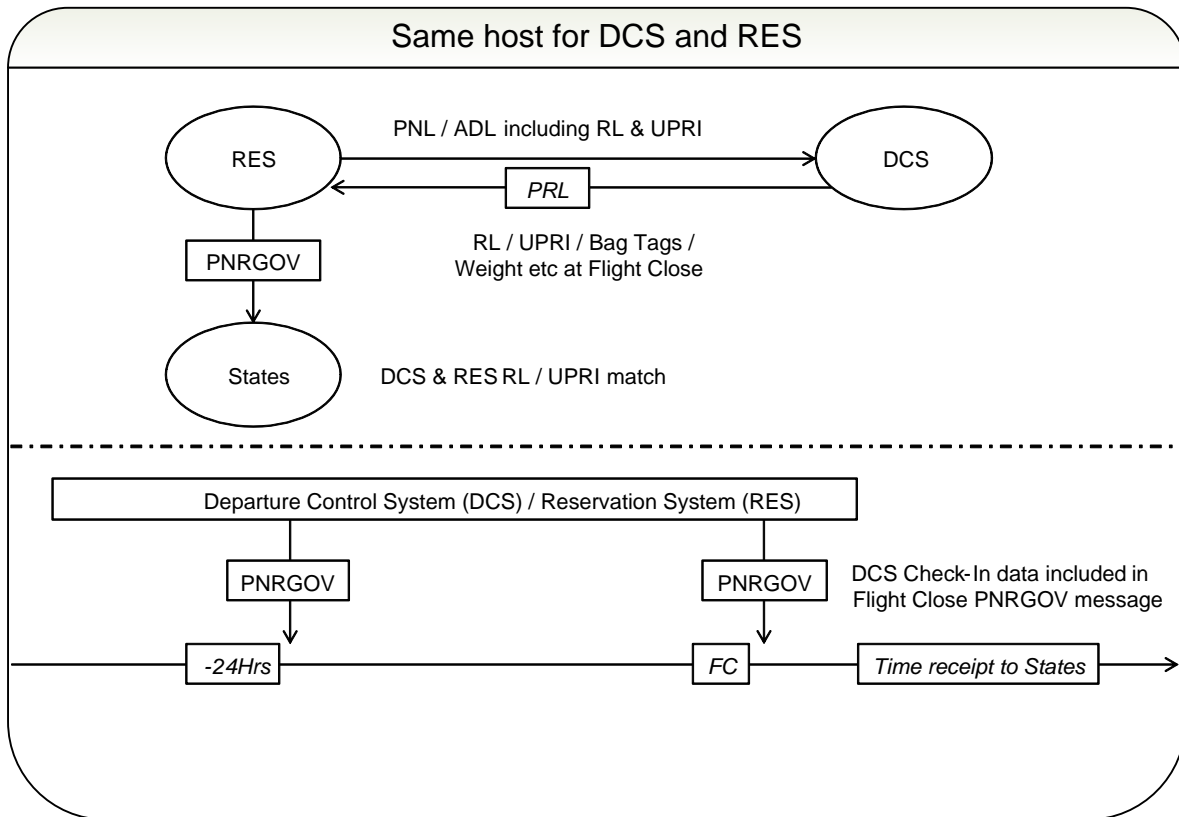 Same host for DCS and RES
PNL / ADL including RL & UPRI
RES
DCS
PRL
RL / UPRI / Bag Tags /
Weight etc at Flight Close
PNRGOV
States
DCS & RES RL / UPRI match
Departure Control System (DCS) / Reservation System (RES)
PNRGOV
PNRGOV
DCS Check-In data included in
Flight Close PNRGOV message
-24Hrs
FC
Time receipt to States